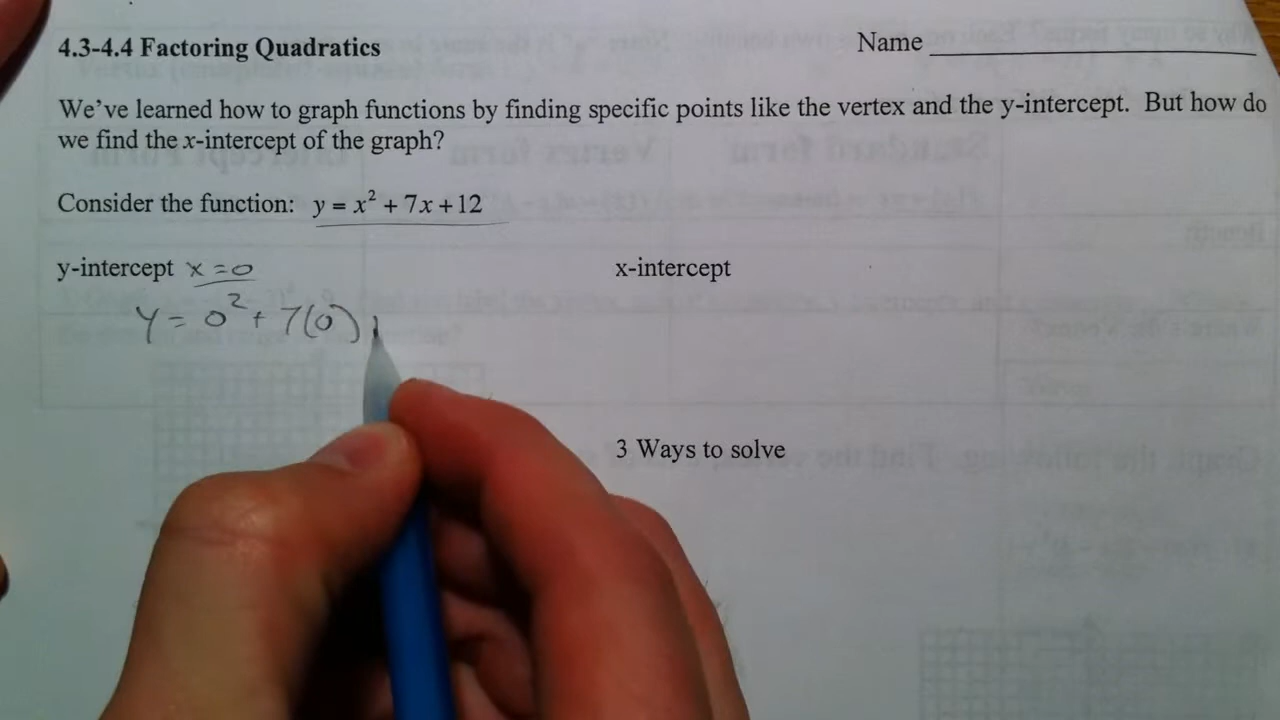 4.3-4.4 Factoring Quadratics Name
We've learned how to graph functions by finding specific points like the vertex and the y-intercept. But how do
we find the x-intercept of the graph?
Consider the function: y = x² + 7x + 12
y-intercept x = 0 x-intercept
y = 0² + 7(0)
3 Ways to solve